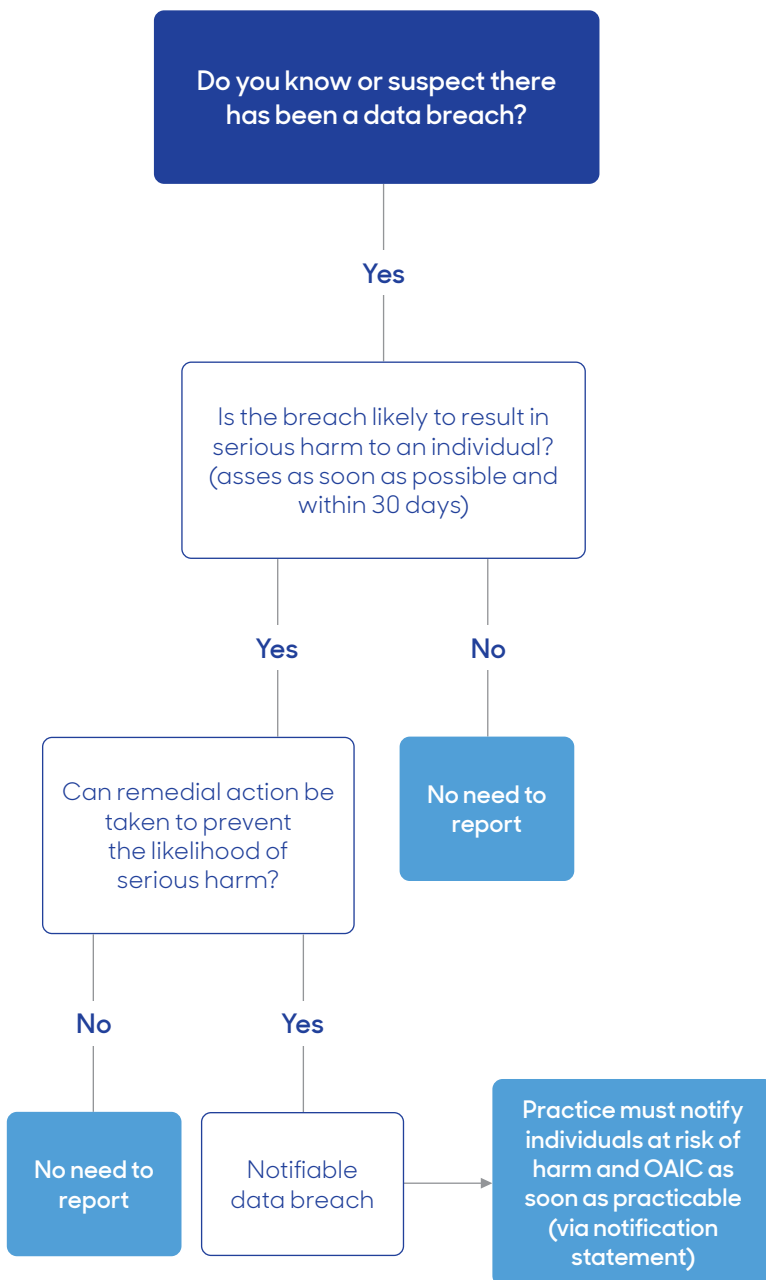 Do you know or suspect there
has been a data breach?
Yes
Is the breach likely to result in
serious harm to an individual?
(asses as soon as possible and
within 30 days)
Yes
No
Can remedial action be
taken to prevent
the likelihood of
serious harm?
No need to
report
No
Yes
No need to
report
Notifiable
data breach
Practice must notify
individuals at risk of
harm and OAIC as
soon as practicable
(via notification
statement)